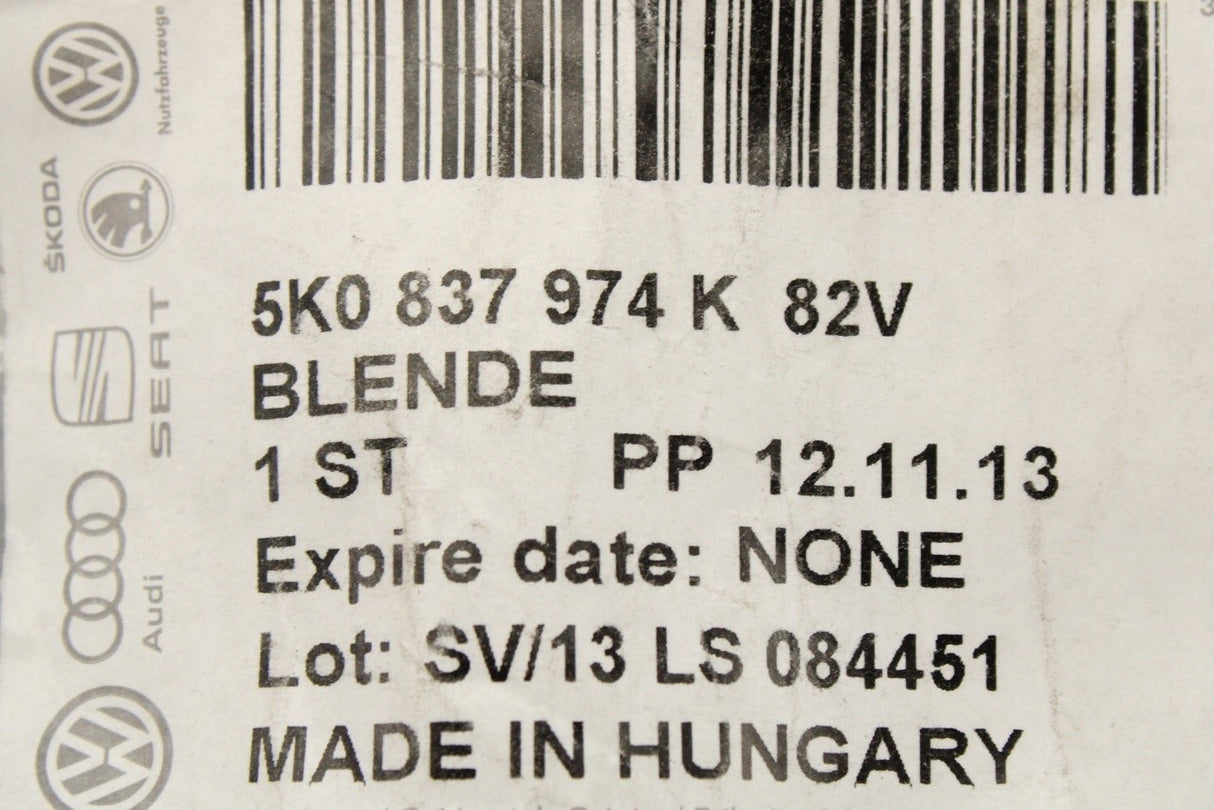 5K0 837 974 K 82V
BLENDE
1 ST PP 12.11.13
Expire date: NONE
Lot: SV/13 LS 084451
MADE IN HUNGARY
Nutzfahrzeuge
ŠKODA
SEAT
Audi